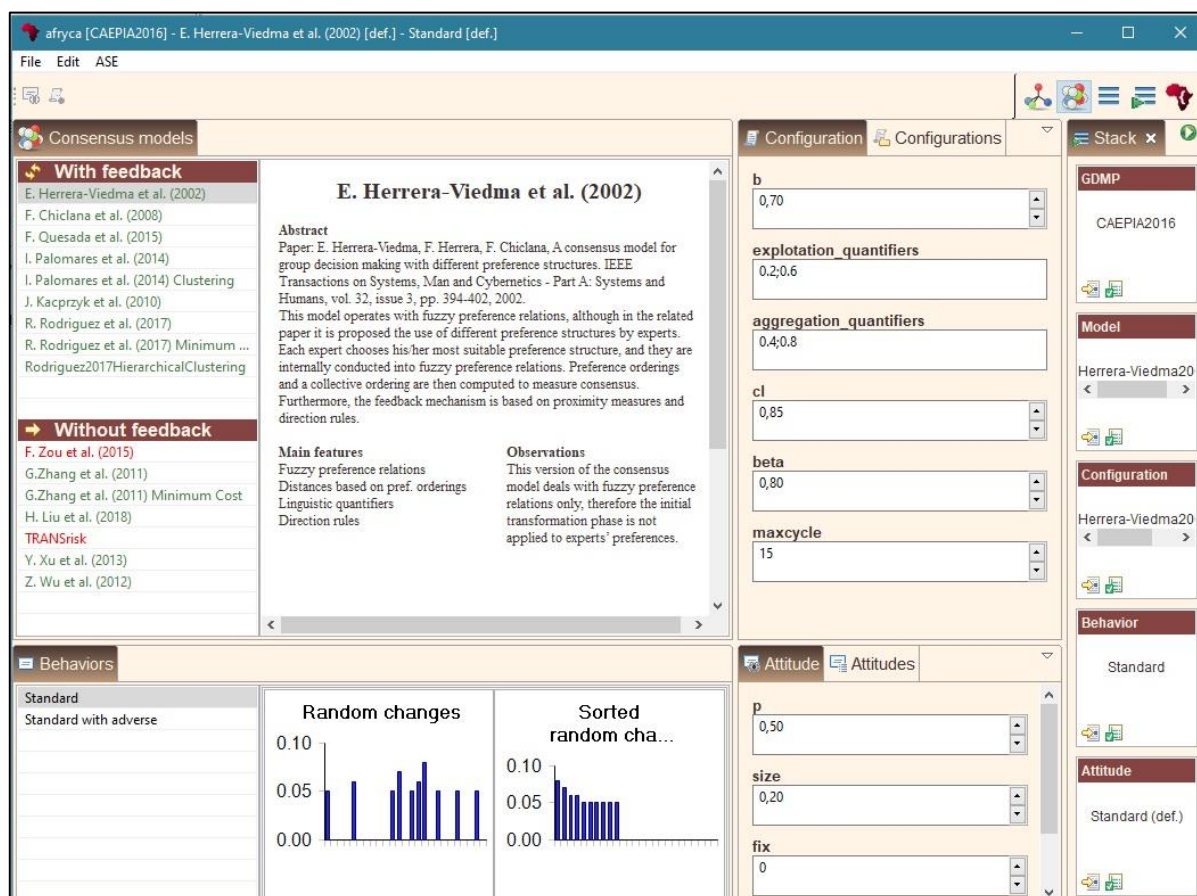 afryca [CAEPIA2016] - E. Herrera-Viedma et al. (2002) [def.] - Standard [def.]
File Edit ASE
Consensus models
With feedback
E. Herrera-Viedma et al. (2002)
F. Chiclana et al. (2008)
F. Quesada et al. (2015)
I. Palomares et al. (2014)
I. Palomares et al. (2014) Clustering
J. Kacprzyk et al. (2010)
R. Rodriguez et al. (2017)
R. Rodriguez et al. (2017) Minimum ...
Rodriguez2017HierarchicalClustering
Without feedback
F. Zou et al. (2015)
G.Zhang et al. (2011)
G.Zhang et al. (2011) Minimum Cost
H. Liu et al. (2018)
TRANSrisk
Y. Xu et al. (2013)
Z. Wu et al. (2012)
E. Herrera-Viedma et al. (2002)
Abstract
Paper: E. Herrera-Viedma, F. Herrera, F. Chiclana, A consensus model for
group decision making with different preference structures. IEEE
Transactions on Systems, Man and Cybernetics - Part A: Systems and
Humans, vol. 32, issue 3, pp. 394-402, 2002.
This model operates with fuzzy preference relations, although in the related
paper it is proposed the use of different preference structures by experts.
Each expert chooses his/her most suitable preference structure, and they are
internally conducted into fuzzy preference relations. Preference orderings
and a collective ordering are then computed to measure consensus.
Furthermore, the feedback mechanism is based on proximity measures and
direction rules.
Main features
Fuzzy preference relations
Distances based on pref. orderings
Linguistic quantifiers
Direction rules
Observations
This version of the consensus
model deals with fuzzy preference
relations only, therefore the initial
transformation phase is not
applied to experts' preferences.
Configuration Configurations
b
0,70
explotation_quantifiers
0.2;0.6
aggregation_quantifiers
0.4;0.8
cl
0,85
beta
0,80
maxcycle
15
Stack
GDMP
CAEPIA2016
Model
Herrera-Viedma20
Configuration
Herrera-Viedma20
Behavior
Standard
Attitude
Standard (def.)
Behaviors
Standard
Standard with adverse
Random changes
0.10
0.05
0.00
Sorted
random cha...
0.10
0.05
0.00
Attitude Attitudes
p
0,50
size
0,20
fix
0